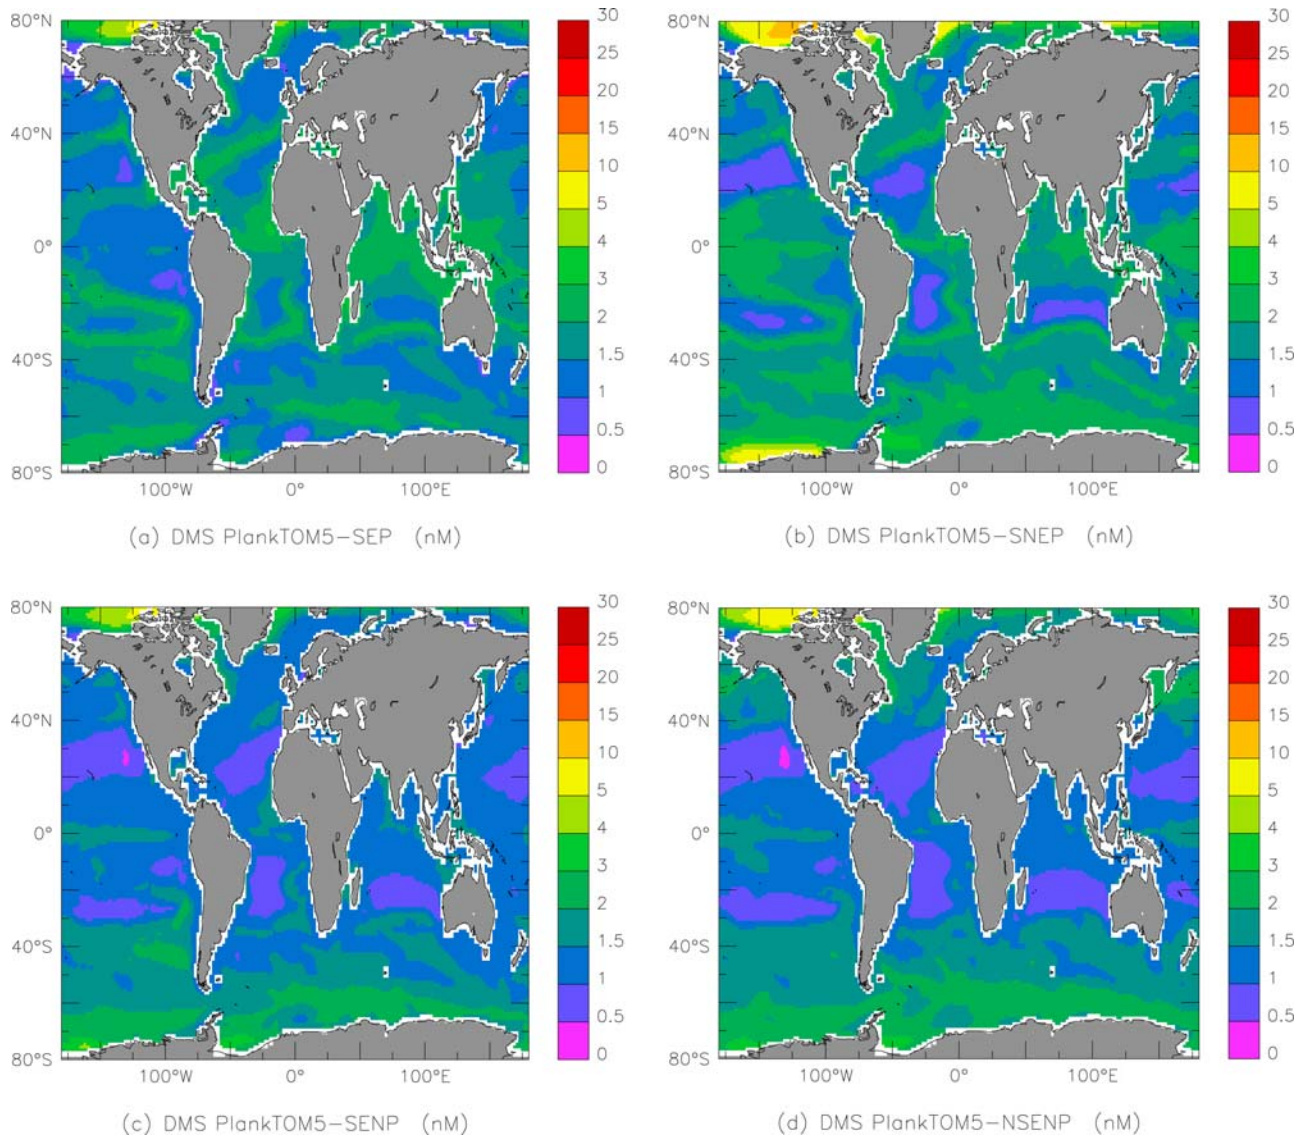 80°N
40°N
0°
40°S
80°S
100°W 0° 100°E
30
25
20
15
10
5
4
3
2
1.5
1
0.5
0
(a) DMS PlankTOM5-SEP (nM)
80°N
40°N
0°
40°S
80°S
100°W 0° 100°E
30
25
20
15
10
5
4
3
2
1.5
1
0.5
0
(b) DMS PlankTOM5-SNEP (nM)
80°N
40°N
0°
40°S
80°S
100°W 0° 100°E
30
25
20
15
10
5
4
3
2
1.5
1
0.5
0
(c) DMS PlankTOM5-SENP (nM)
80°N
40°N
0°
40°S
80°S
100°W 0° 100°E
30
25
20
15
10
5
4
3
2
1.5
1
0.5
0
(d) DMS PlankTOM5-NSENP (nM)